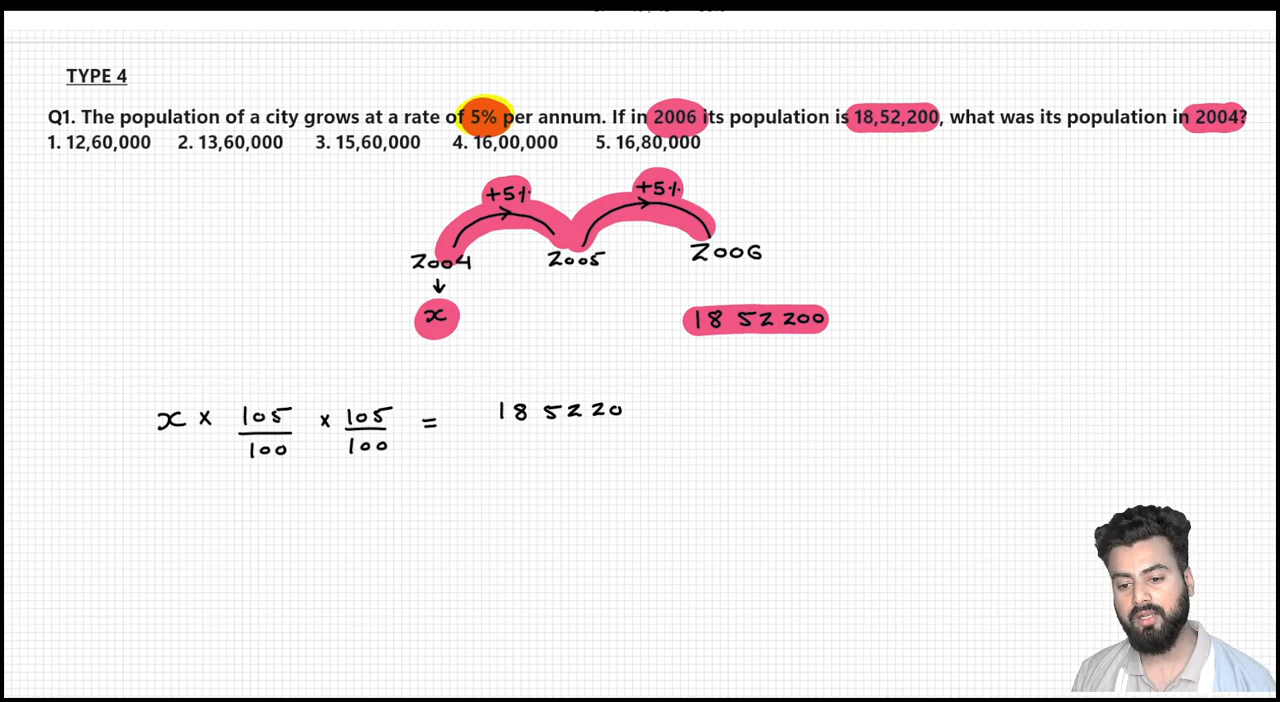 TYPE 4
Q1. The population of a city grows at a rate of 5% per annum. If in 2006 its population is 18,52,200, what was its population in 2004?
1. 12,60,000 2. 13,60,000 3. 15,60,000 4. 16,00,000 5. 16,80,000
+5% +5%
2004 2005 2006
↓
x 18 52 200
x × 105/100 × 105/100 = 18 52 20